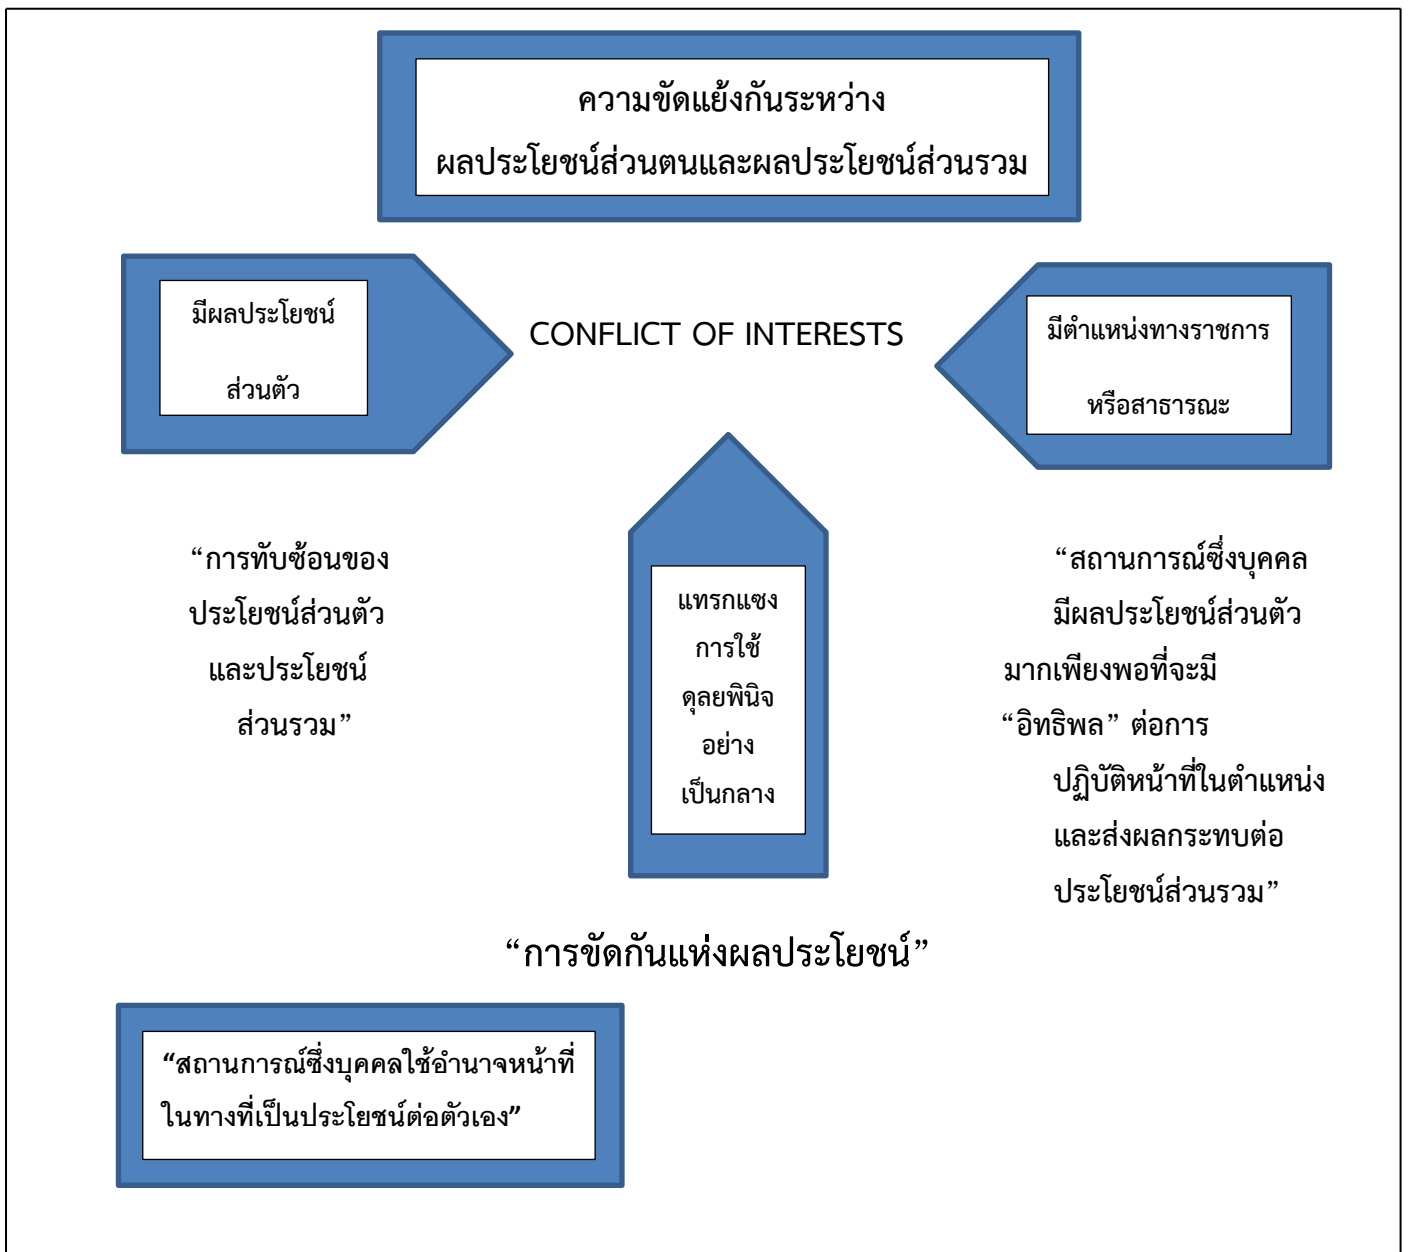 ความขัดแย้งกันระหว่าง
ผลประโยชน์ส่วนตนและผลประโยชน์ส่วนรวม
มีผลประโยชน์
ส่วนตัว
CONFLICT OF INTERESTS
มีตำแหน่งทางราชการ
หรือสาธารณะ
“การทับซ้อนของ
ประโยชน์ส่วนตัว
และประโยชน์
ส่วนรวม”
แทรกแซง
การใช้
ดุลยพินิจ
อย่าง
เป็นกลาง
“สถานการณ์ซึ่งบุคคล
มีผลประโยชน์ส่วนตัว
มากเพียงพอที่จะมี
“อิทธิพล” ต่อการ
ปฏิบัติหน้าที่ในตำแหน่ง
และส่งผลกระทบต่อ
ประโยชน์ส่วนรวม”
“การขัดกันแห่งผลประโยชน์”
“สถานการณ์ซึ่งบุคคลใช้อำนาจหน้าที่
ในทางที่เป็นประโยชน์ต่อตัวเอง”